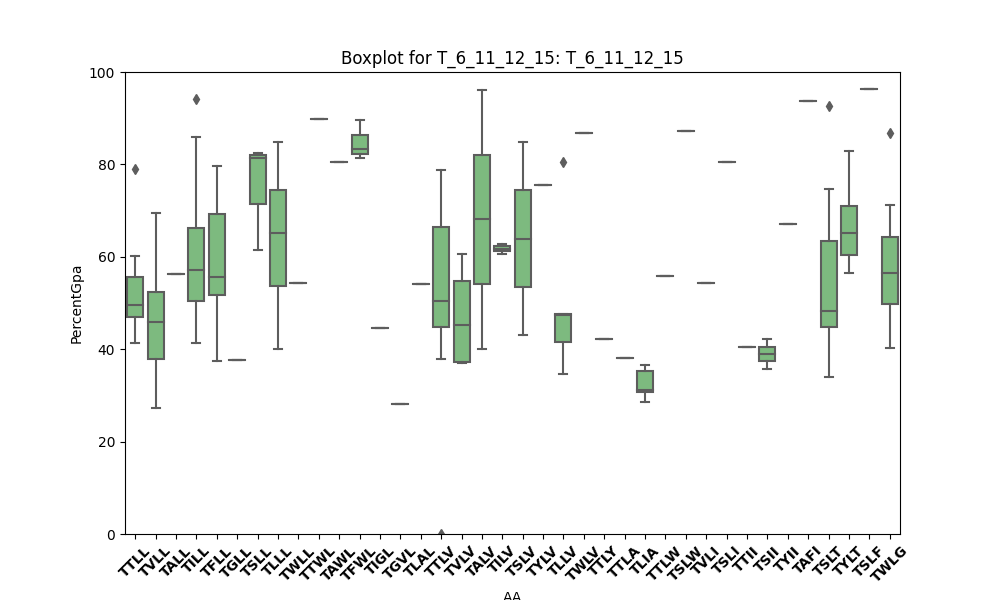 Boxplot for T_6_11_12_15: T_6_11_12_15
PercentGpa
100
80
60
40
20
0
TTLL
TVLL
TALL
TILL
TFLL
TGLL
TSLL
TLLL
TWLL
TTWL
TAWL
TFWL
TIGL
TGVL
TLAL
TTLV
TVLV
TALV
TILV
TSLV
TYLV
TLLV
TWLV
TTLY
TTLA
TLIA
TTLW
TSLW
TVLI
TSLI
TTII
TSII
TYII
TAFI
TSLT
TYLT
TSLF
TWLG
AA